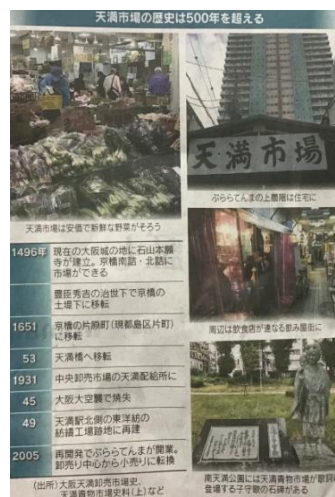 天満市場の歴史は500年を超える
天満市場は安価で新鮮な野菜がそろう
天満市場
ぷららてんまの上層階は住宅に
周辺は飲食店が連なる飲み屋街に
1496年 現在の大阪城の地に石山本願
寺が建立。京橋南詰・北詰に
市場ができる
豊臣秀吉の治世下で京橋の
土堤下に移転
1651 京橋の片原町(現都島区片町)
に移転
53 天満橋へ移転
1931 中央卸売市場の天満配給所に
45 大阪大空襲で焼失
49 天満駅北側の東洋紡の
紡績工場跡地に再建
2005 再開発でぷららてんまが開業。
卸売り中心から小売りに転換
(出所)大阪天満卸売市場史、
天満青物市場史料(上)など
南天満公園には天満青物市場が歌に
登場する子守歌の石碑がある